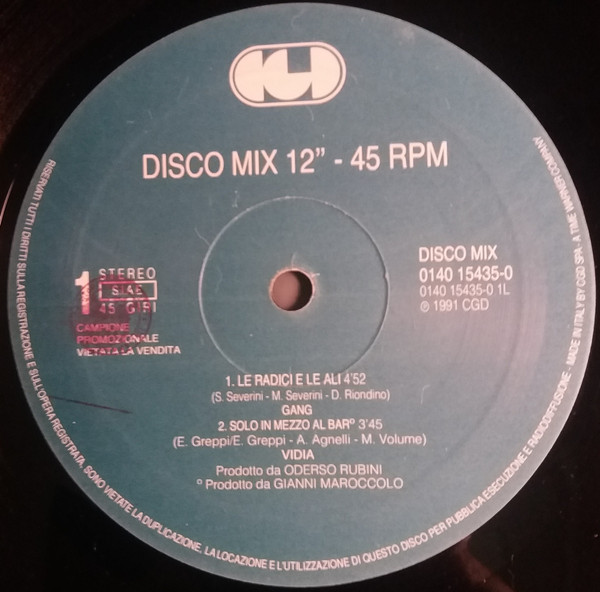 CGD
DISCO MIX 12" - 45 RPM
1
STEREO
SIAE
45 GIRI
CAMPIONE
PROMOZIONALE
VIETATA LA VENDITA
DISCO MIX
0140 15435-0
0140 15435-0 1L
℗ 1991 CGD
1. LE RADICI E LE ALI 4'52
(S. Severini - M. Severini - D. Riondino)
GANG
2. SOLO IN MEZZO AL BAR° 3'45
(E. Greppi/E. Greppi - A. Agnelli - M. Volume)
VIDIA
Prodotto da ODERSO RUBINI
° Prodotto da GIANNI MAROCCOLO
RISERVATI TUTTI I DIRITTI SULLA REGISTRAZIONE E SULL'OPERA REGISTRATA, SONO VIETATE LA DUPLICAZIONE, LA LOCAZIONE E L'UTILIZZAZIONE DI QUESTO DISCO PER PUBBLICA ESECUZIONE E RADIODIFFUSIONE - MADE IN ITALY BY CGD SPA - A TIME WARNER COMPANY